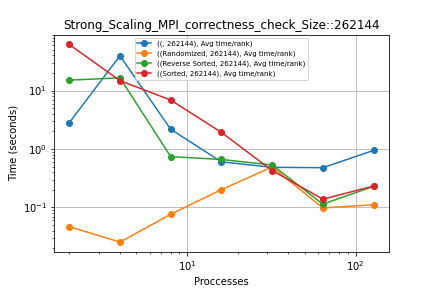 Strong_Scaling_MPI_correctness_check_Size::262144
((, 262144), Avg time/rank)
((Randomized, 262144), Avg time/rank)
((Reverse Sorted, 262144), Avg time/rank)
((Sorted, 262144), Avg time/rank)
Time (seconds)
10¹
10⁰
10⁻¹
10¹ 10²
Proccesses